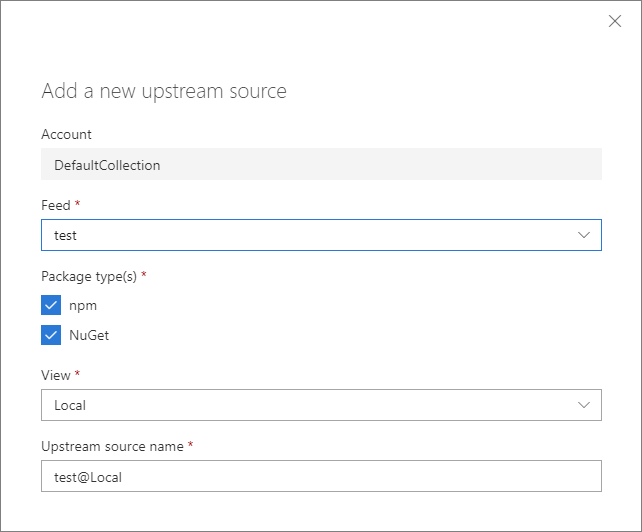 Add a new upstream source
Account
DefaultCollection
Feed *
test
Package type(s) *
npm
NuGet
View *
Local
Upstream source name *
test@Local